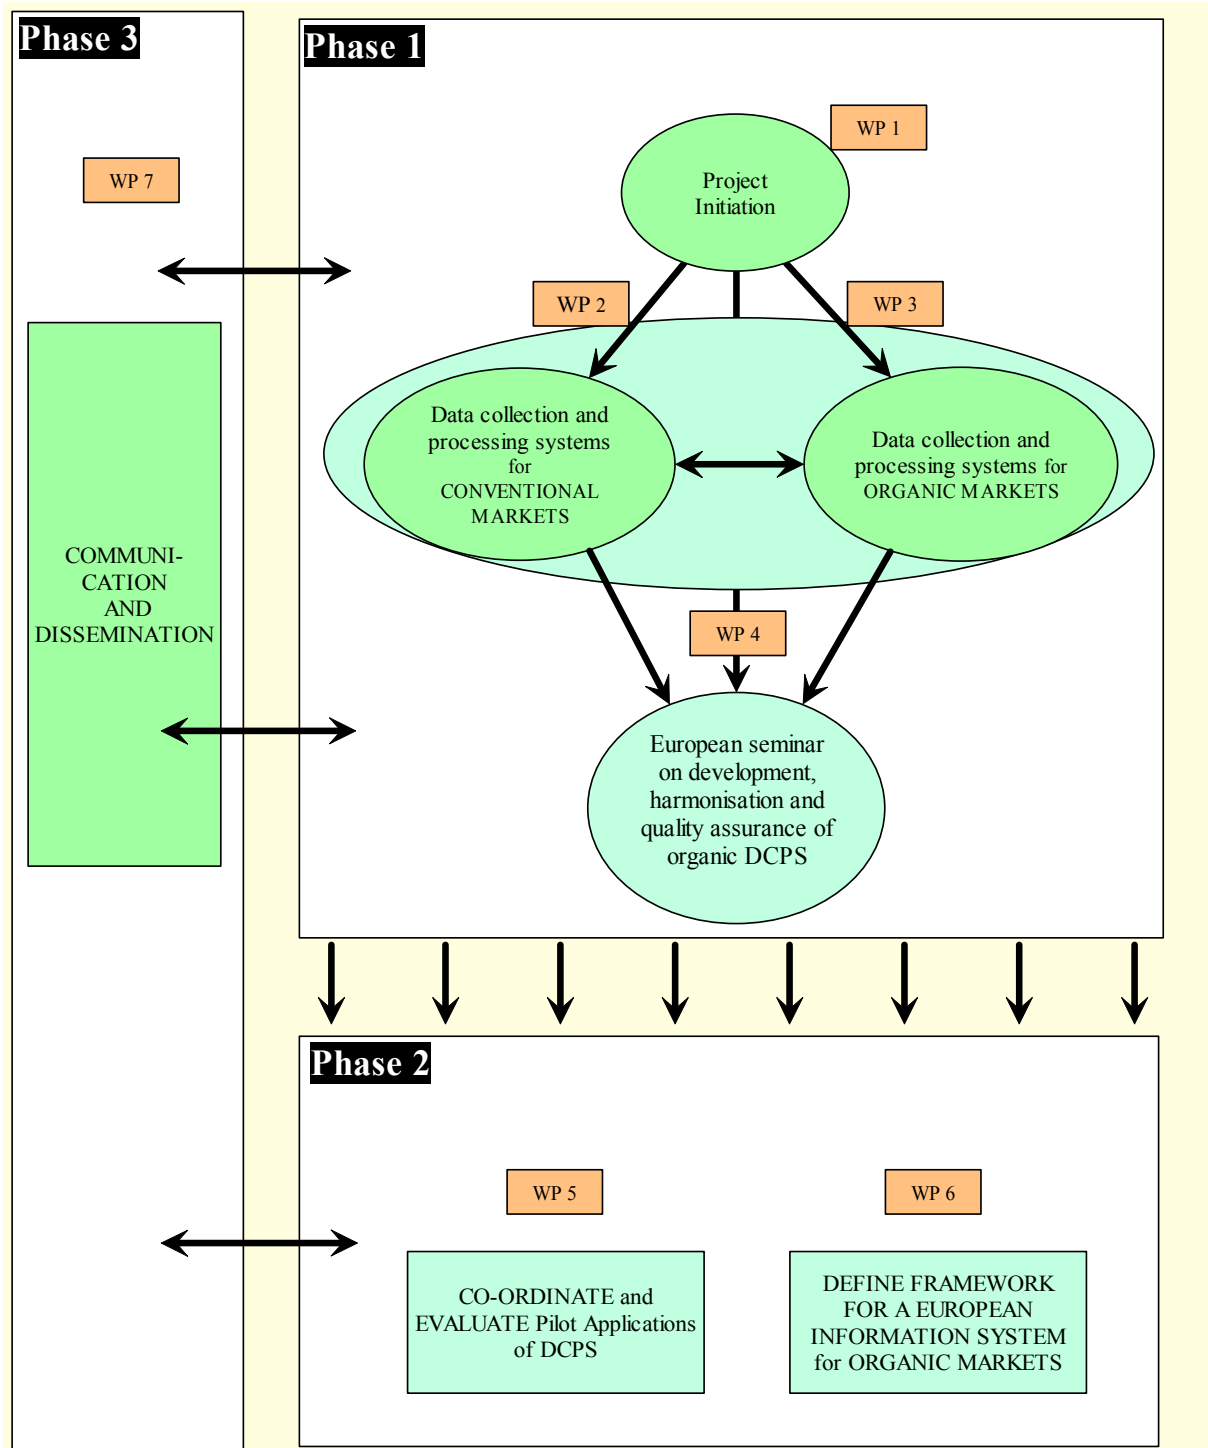 Phase 3
WP 7
COMMUNI-
CATION
AND
DISSEMINATION
Phase 1
WP 1
Project
Initiation
WP 2
WP 3
Data collection and
processing systems
for
CONVENTIONAL
MARKETS
Data collection and
processing systems for
ORGANIC MARKETS
WP 4
European seminar
on development,
harmonisation and
quality assurance of
organic DCPS
Phase 2
WP 5
WP 6
CO-ORDINATE and
EVALUATE Pilot Applications
of DCPS
DEFINE FRAMEWORK
FOR A EUROPEAN
INFORMATION SYSTEM
for ORGANIC MARKETS